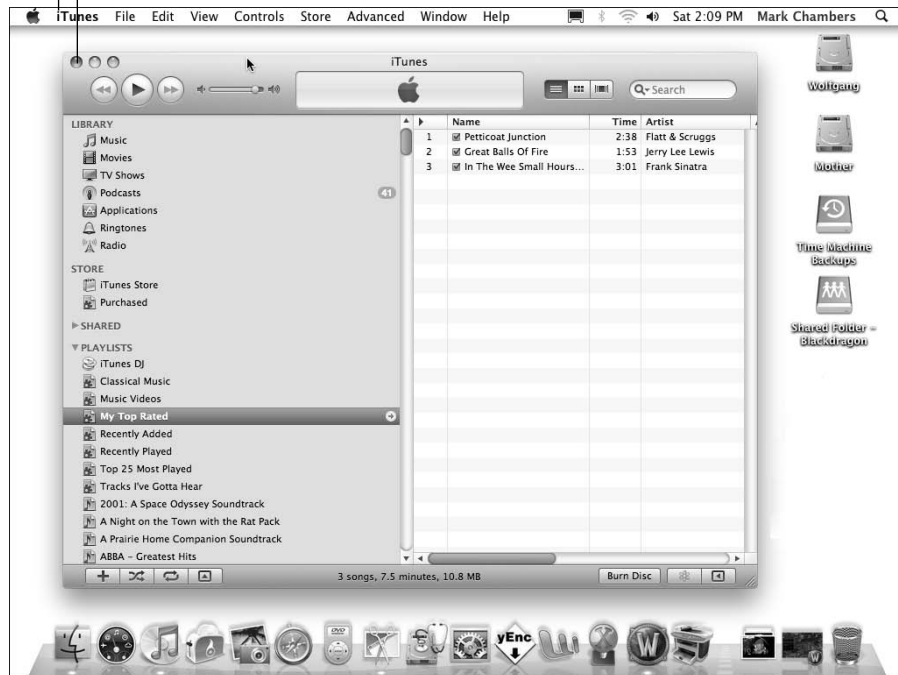 iTunes File Edit View Controls Store Advanced Window Help Sat 2:09 PM Mark Chambers
iTunes
Search
LIBRARY
Music
Movies
TV Shows
Podcasts 41
Applications
Ringtones
Radio
STORE
iTunes Store
Purchased
SHARED
PLAYLISTS
iTunes DJ
Classical Music
Music Videos
My Top Rated
Recently Added
Recently Played
Top 25 Most Played
Tracks I've Gotta Hear
2001: A Space Odyssey Soundtrack
A Night on the Town with the Rat Pack
A Prairie Home Companion Soundtrack
ABBA – Greatest Hits
Name Time Artist
1 Petticoat Junction 2:38 Flatt & Scruggs
2 Great Balls Of Fire 1:53 Jerry Lee Lewis
3 In The Wee Small Hours... 3:01 Frank Sinatra
3 songs, 7.5 minutes, 10.8 MB
Burn Disc
Wolfgang
Mother
Time Machine
Backups
Shared Folder –
Blackdragon
DVD
yEnc
W
W